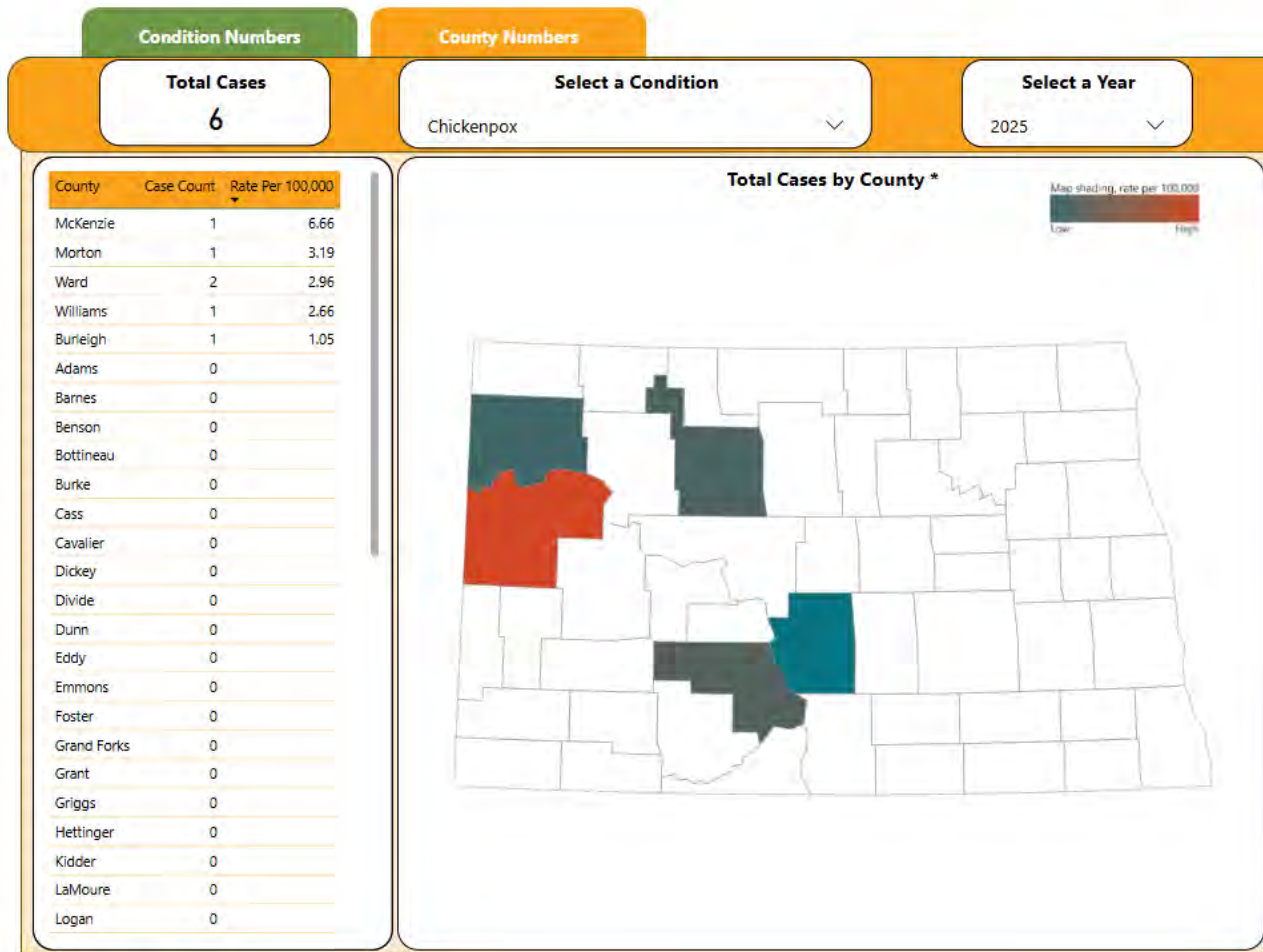 Condition Numbers
County Numbers
Total Cases
6
Select a Condition
Chickenpox
Select a Year
2025
County Case Count Rate Per 100,000
McKenzie 1 6.66
Morton 1 3.19
Ward 2 2.96
Williams 1 2.66
Burleigh 1 1.05
Adams 0
Barnes 0
Benson 0
Bottineau 0
Burke 0
Cass 0
Cavalier 0
Dickey 0
Divide 0
Dunn 0
Eddy 0
Emmons 0
Foster 0
Grand Forks 0
Grant 0
Griggs 0
Hettinger 0
Kidder 0
LaMoure 0
Logan 0
Total Cases by County *
Map shading, rate per 100,000
Low High